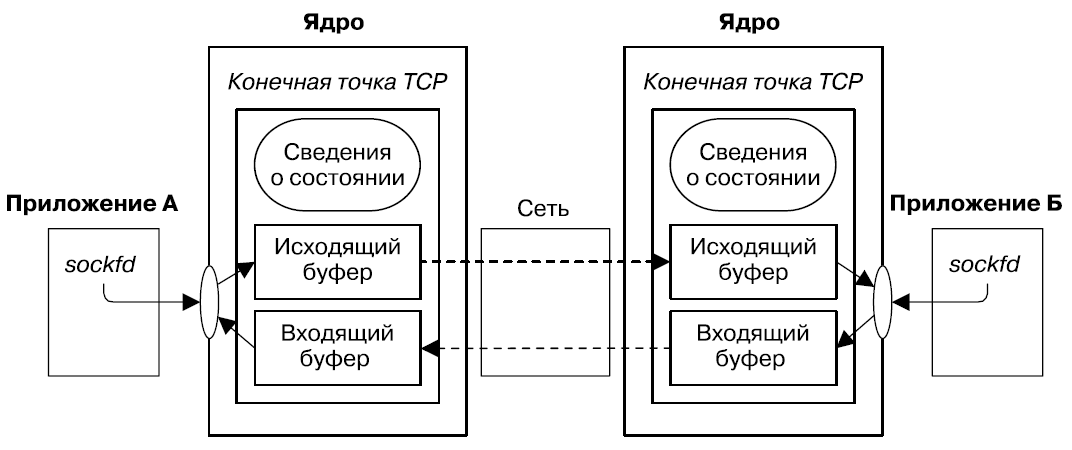 Ядро
Ядро
Конечная точка TCP
Конечная точка TCP
Сведения
о состоянии
Сведения
о состоянии
Приложение А
Сеть
Приложение Б
sockfd
Исходящий
буфер
Исходящий
буфер
sockfd
Входящий
буфер
Входящий
буфер